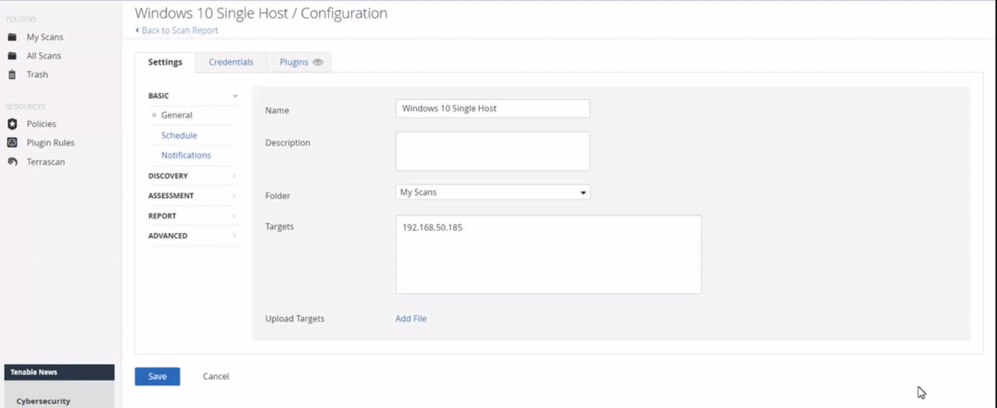 Windows 10 Single Host / Configuration
Back to Scan Report
FOLDERS
My Scans
All Scans
Trash
RESOURCES
Policies
Plugin Rules
Terrascan
Tenable News
Cybersecurity
Settings Credentials Plugins
BASIC
General
Schedule
Notifications
DISCOVERY
ASSESSMENT
REPORT
ADVANCED
Name Windows 10 Single Host
Description
Folder My Scans
Targets 192.168.50.185
Upload Targets Add File
Save Cancel